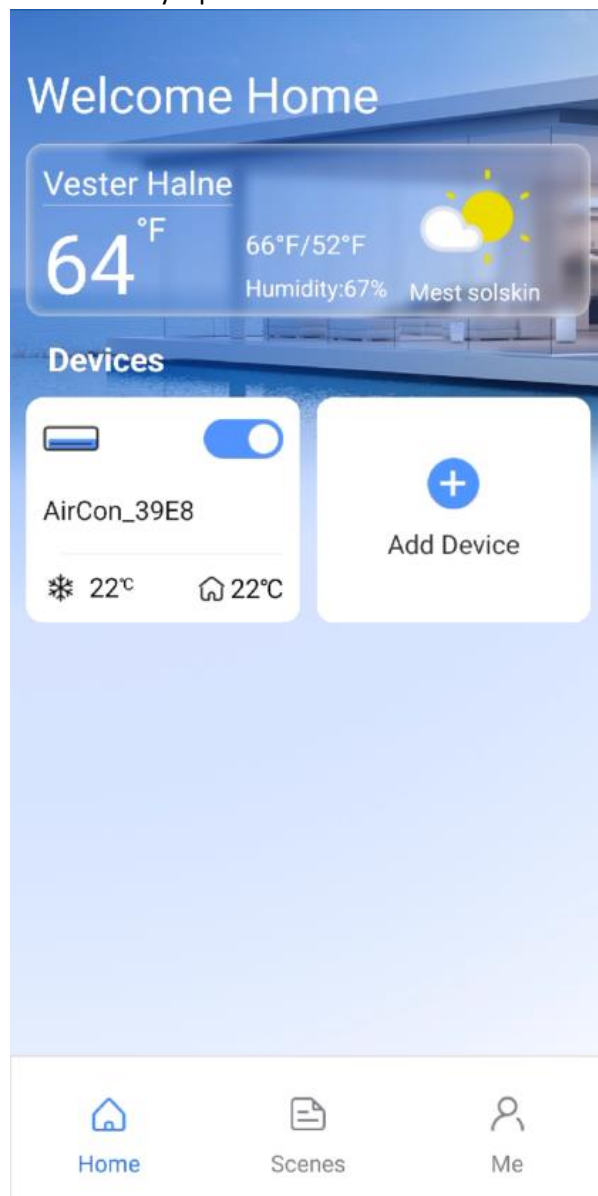 Welcome Home
Vester Halne
64°F
66°F/52°F
Humidity:67%
Mest solskin
Devices
AirCon_39E8
22℃
22℃
Add Device
Home
Scenes
Me